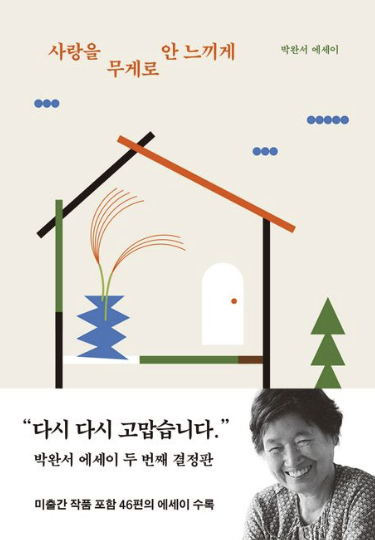 사랑을 무게로 안 느끼게
박완서 에세이
“다시 다시 고맙습니다.”
박완서 에세이 두 번째 결정판
미출간 작품 포함 46편의 에세이 수록